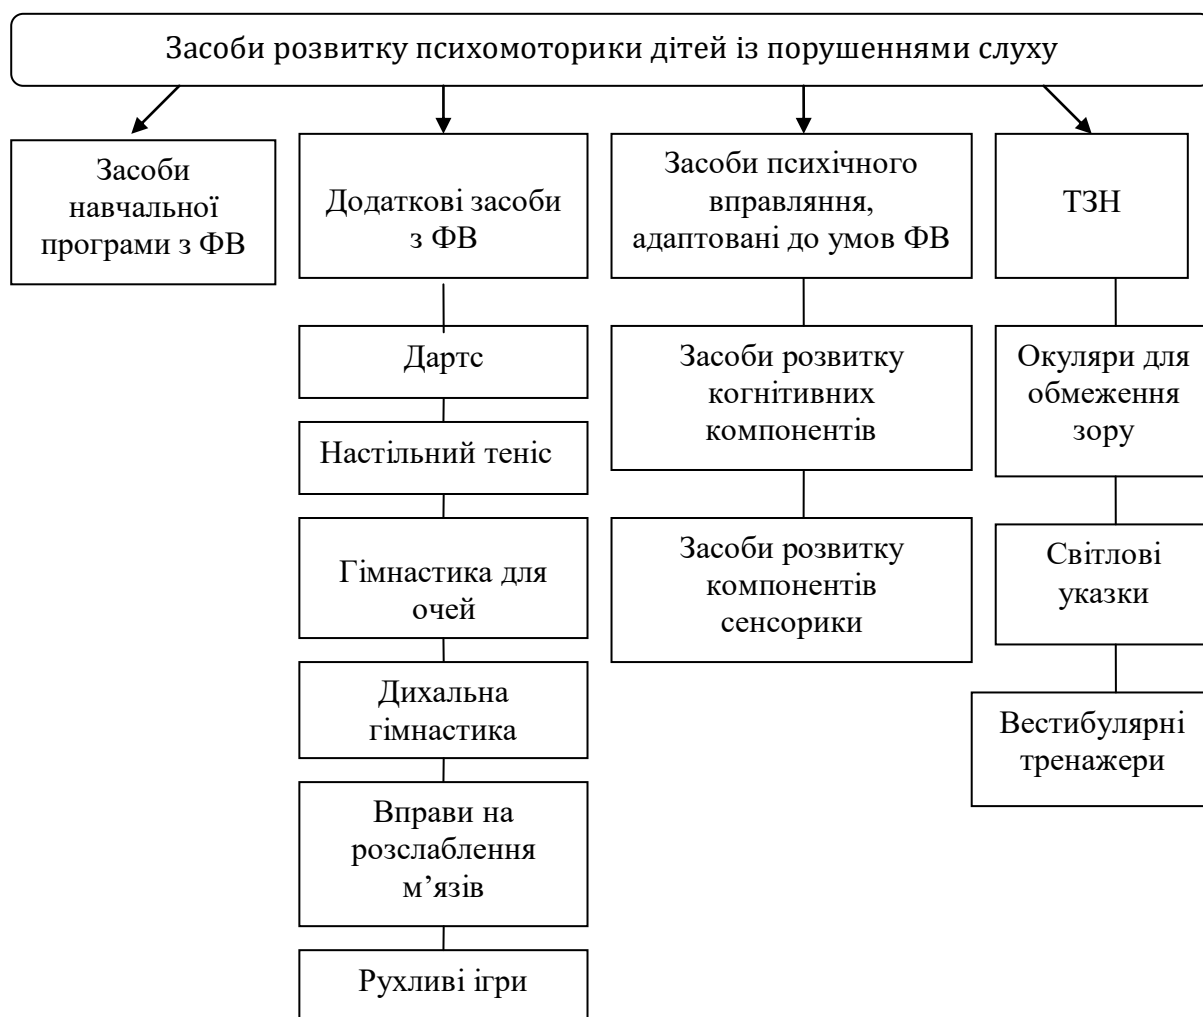 Засоби розвитку психомоторики дітей із порушеннями слуху
Засоби
навчальної
програми з ФВ
Додаткові засоби
з ФВ
Засоби психічного
вправляння,
адаптовані до умов ФВ
ТЗН
Дартс
Настільний теніс
Гімнастика для
очей
Дихальна
гімнастика
Вправи на
розслаблення
м’язів
Рухливі ігри
Засоби розвитку
когнітивних
компонентів
Засоби розвитку
компонентів
сенсорики
Окуляри для
обмеження
зору
Світлові
указки
Вестибулярні
тренажери